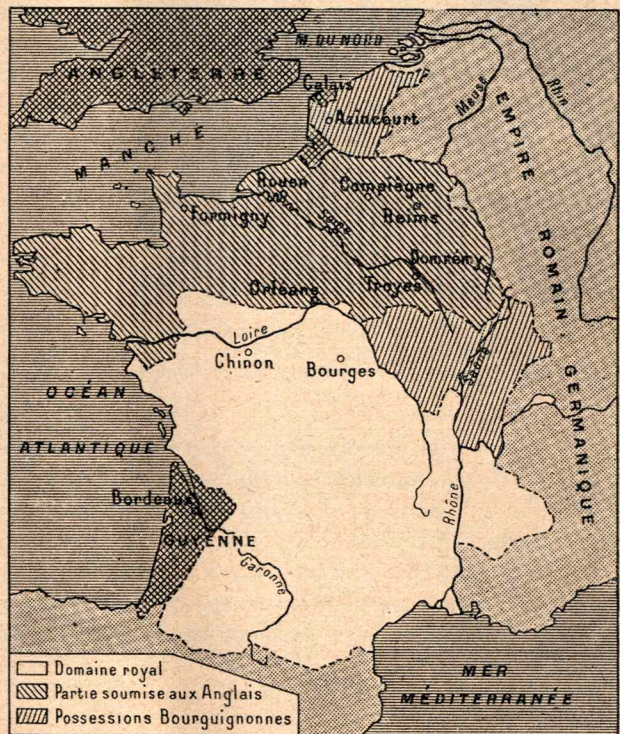 M. DU NORD
ANGLETERRE
Calais
Azincourt
Meuse
Rhin
MANCHE
EMPIRE ROMAIN GERMANIQUE
Rouen
Compiègne
Reims
Formigny
Seine
Domrémy
Orléans
Troyes
Loire
Chinon
Bourges
Saône
OCÉAN
ATLANTIQUE
Bordeaux
Rhône
GUYENNE
Garonne
MER
MÉDITERRANÉE
Domaine royal
Partie soumise aux Anglais
Possessions Bourguignonnes